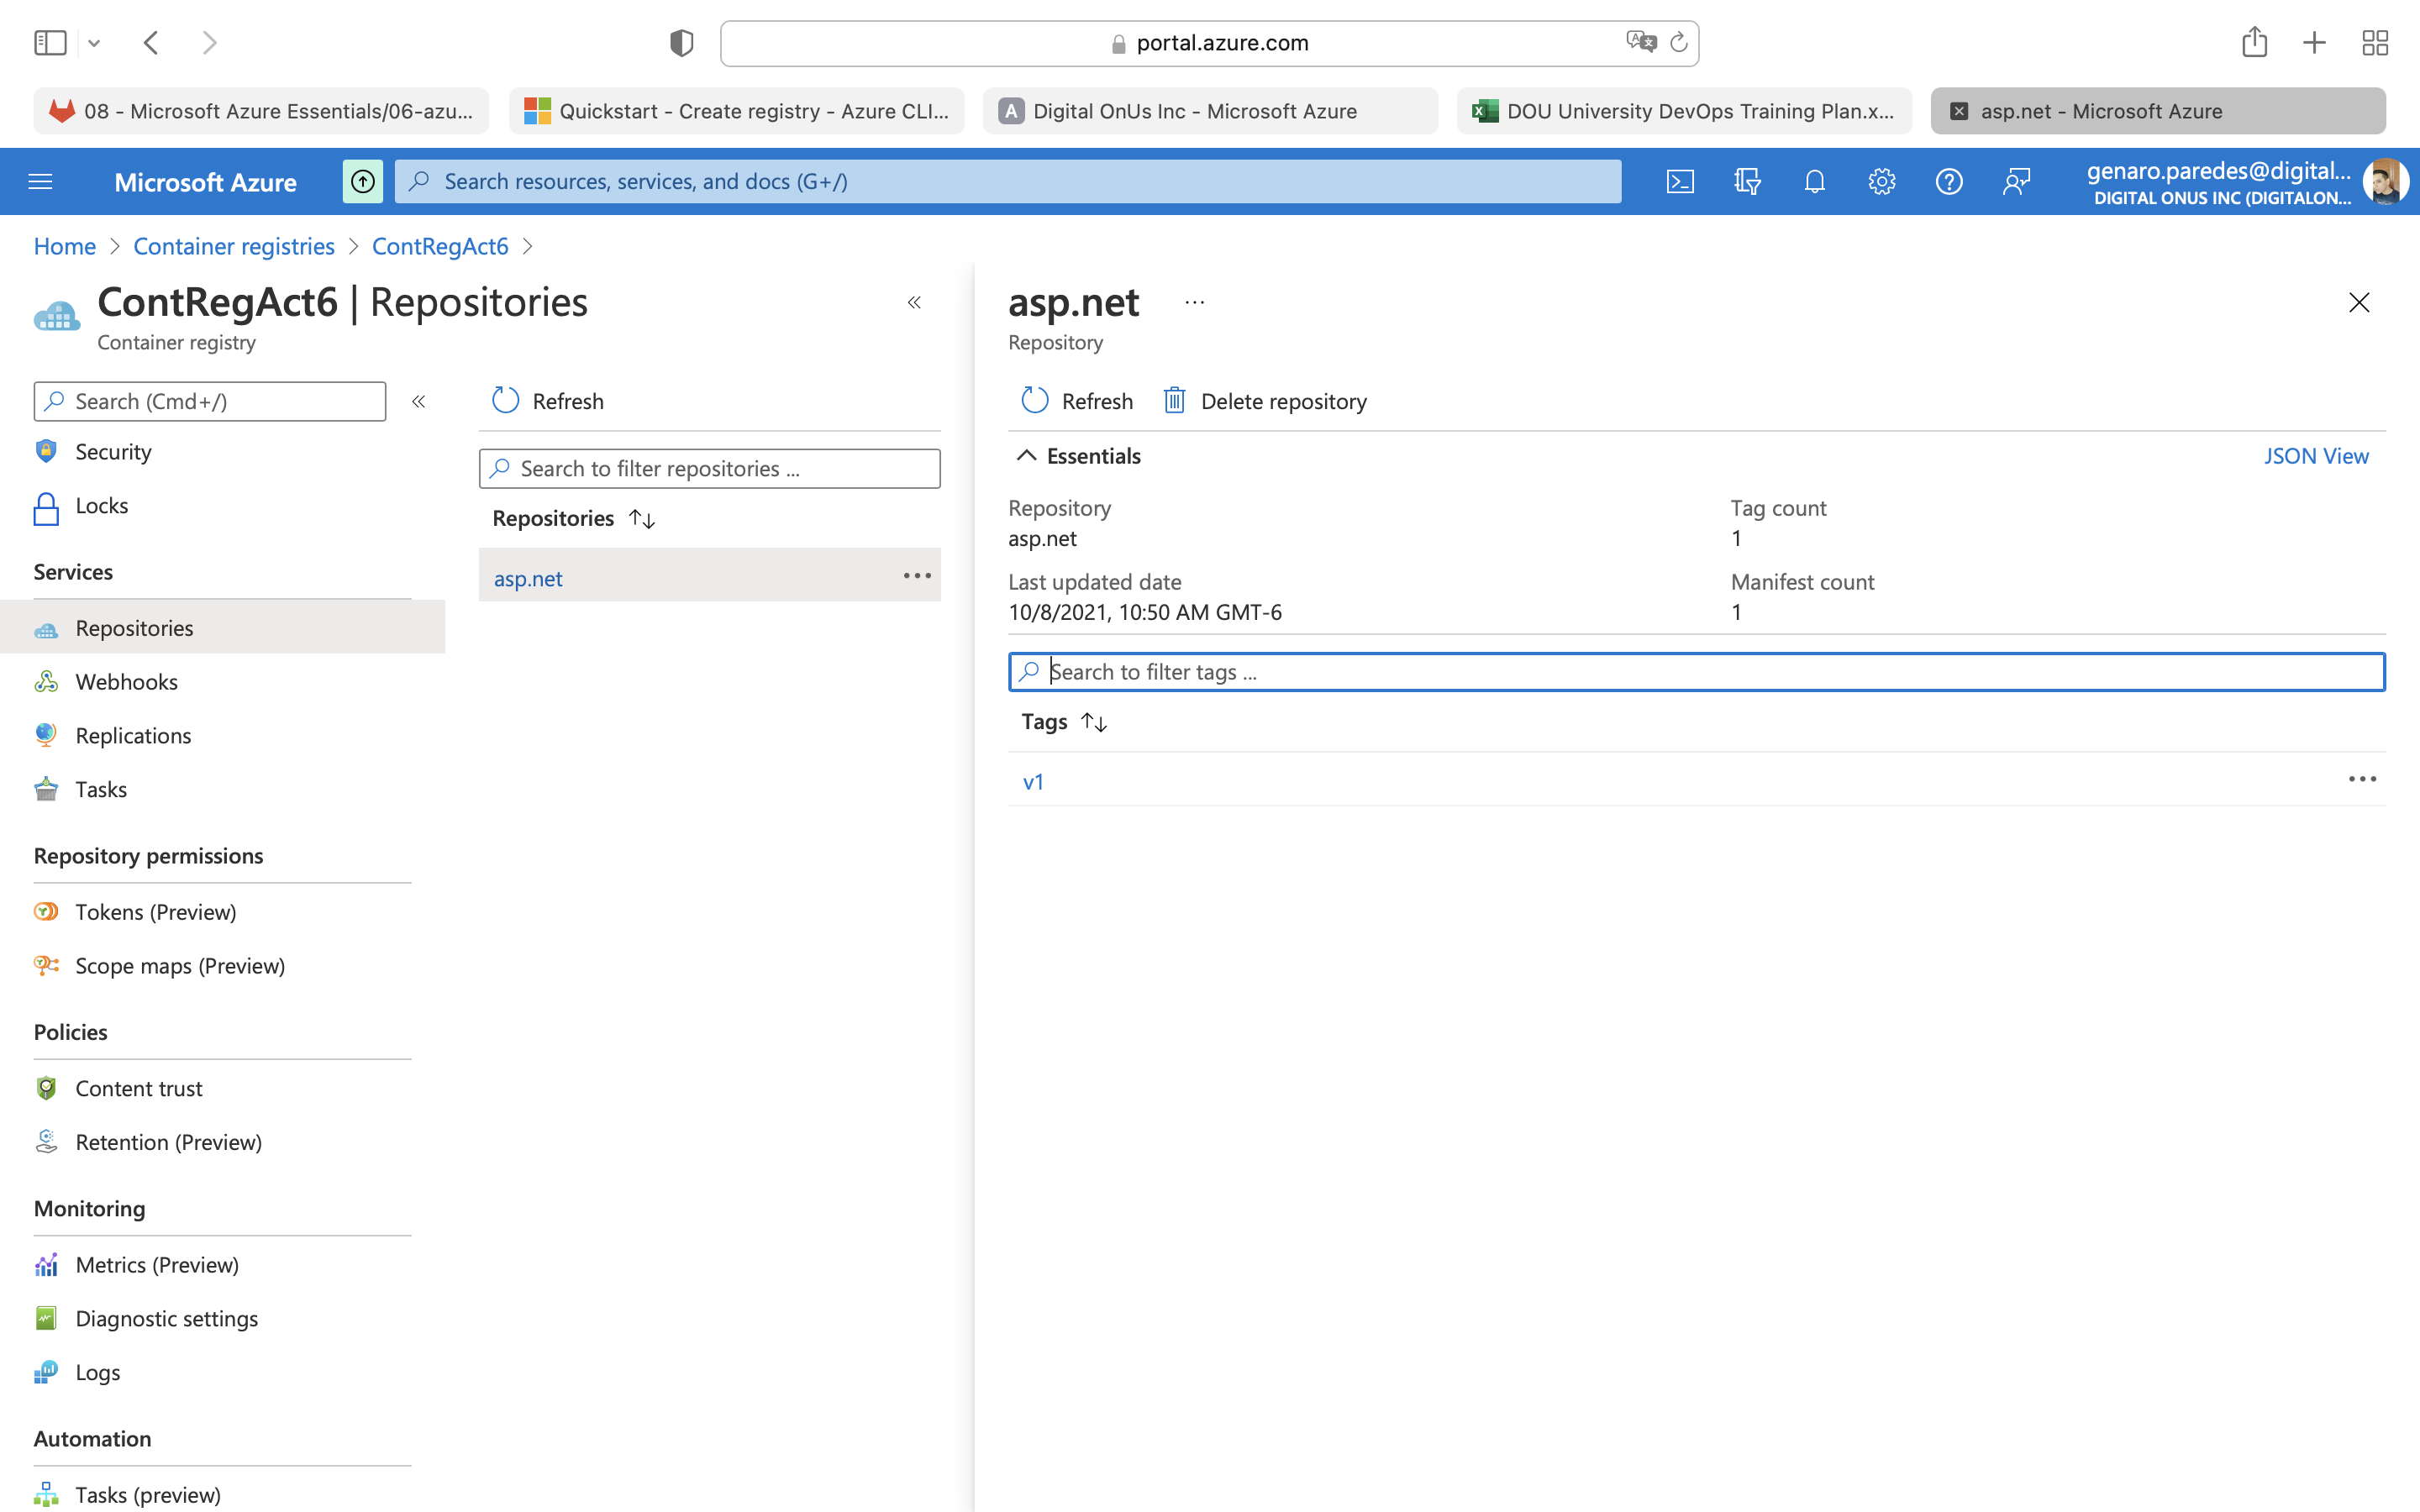 portal.azure.com
08 - Microsoft Azure Essentials/06-azu...
Quickstart - Create registry - Azure CLI...
A Digital OnUs Inc - Microsoft Azure
DOU University DevOps Training Plan.x...
asp.net - Microsoft Azure
Microsoft Azure
Search resources, services, and docs (G+/)
genaro.paredes@digital...
DIGITAL ONUS INC (DIGITALON...
Home > Container registries > ContRegAct6 >
ContRegAct6 | Repositories
Container registry
Search (Cmd+/)
Security
Locks
Services
Repositories
Webhooks
Replications
Tasks
Repository permissions
Tokens (Preview)
Scope maps (Preview)
Policies
Content trust
Retention (Preview)
Monitoring
Metrics (Preview)
Diagnostic settings
Logs
Automation
Tasks (preview)
Refresh
Search to filter repositories ...
Repositories
asp.net
asp.net
Repository
Refresh
Delete repository
Essentials
JSON View
Repository
asp.net
Tag count
1
Last updated date
10/8/2021, 10:50 AM GMT-6
Manifest count
1
Search to filter tags ...
Tags
v1